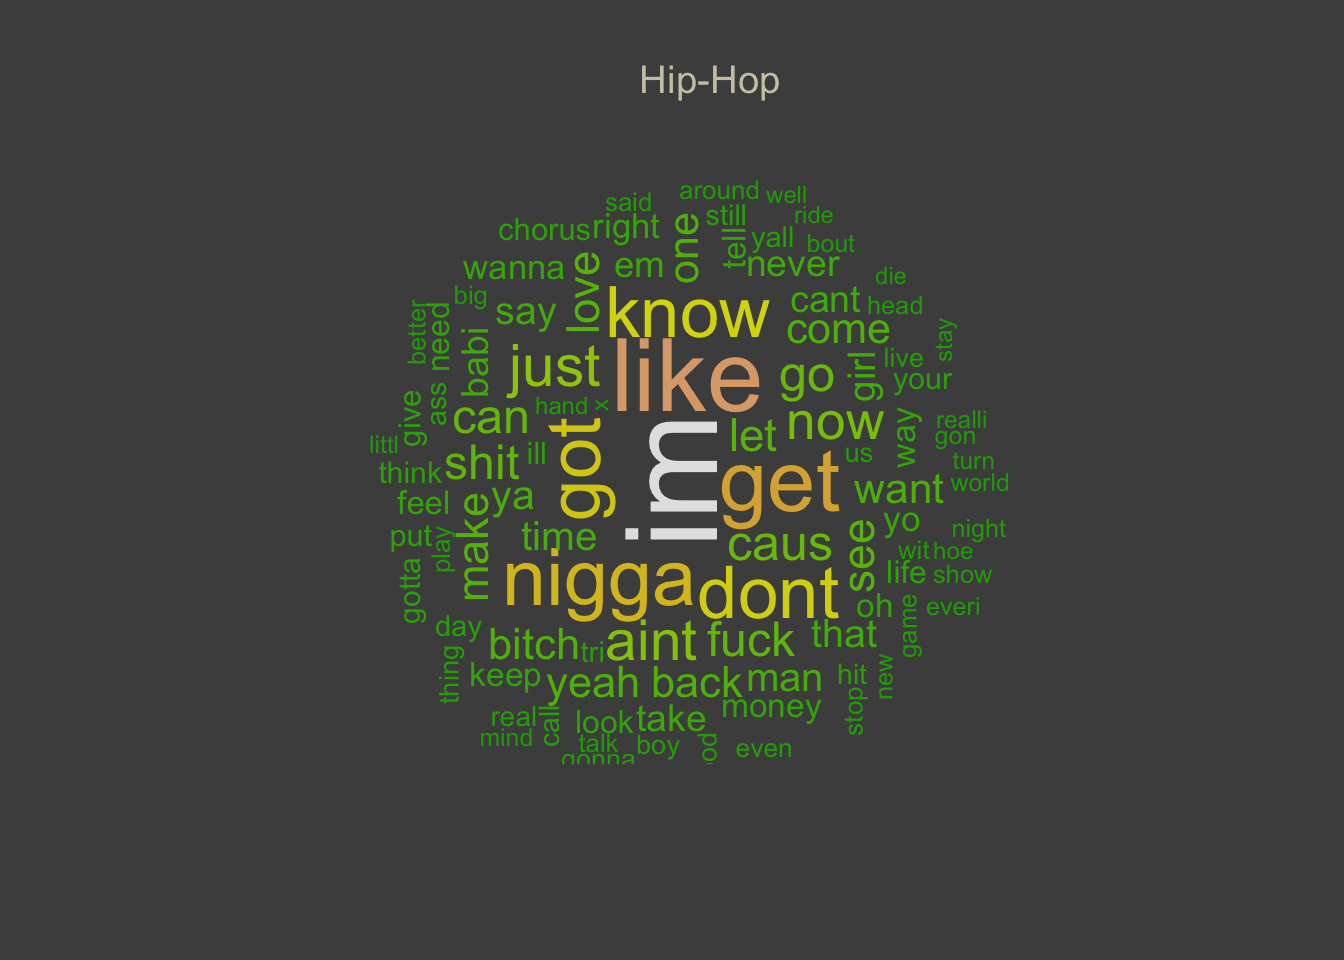 Hip-Hop
said around well
chorus right one still tell ride
yall bout
wanna love em never
die
better need big say know cant head
babi come stay
just like go girl live your
ass can hand x
give got im let now way realli
gon
littl shit ill us
think get turn
feel ya want world
make
put play time caus see yo night
wit hoe
gotta nigga dont life show
oh everi
day bitch tri aint fuck that game
thing keep yeah back man hit new
real call look take money stop
mind talk boy even
gonna